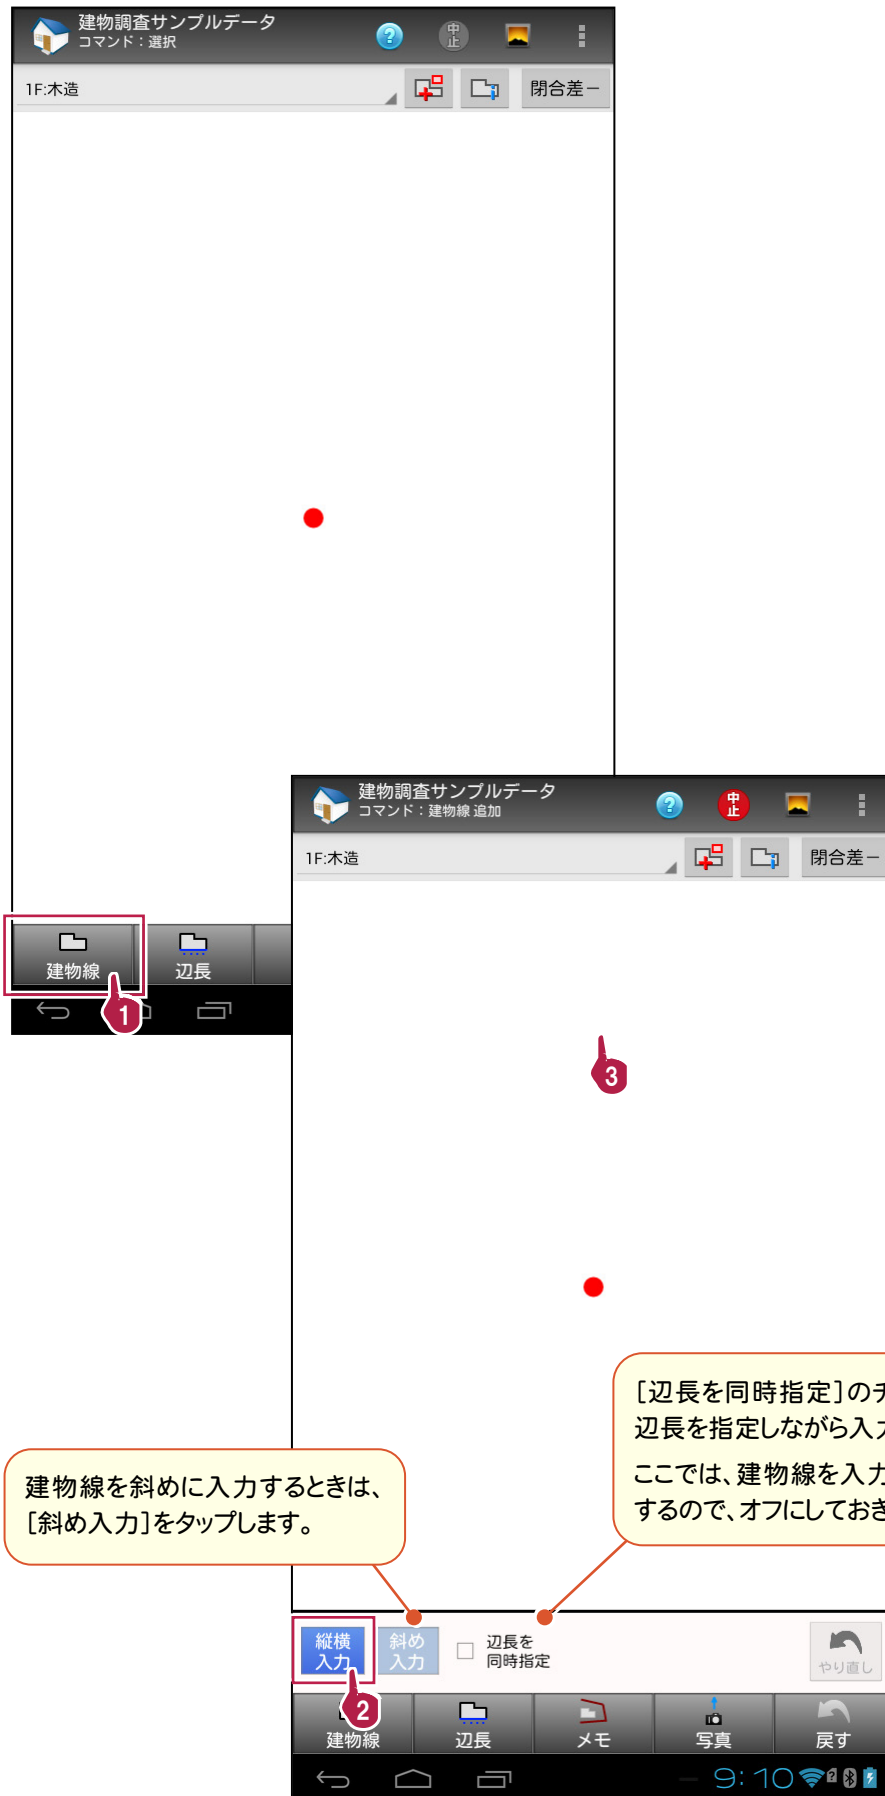 建物調査サンプルデータ
コマンド：選択
中止
1F:木造
閉合差－
建物線
辺長
1
建物調査サンプルデータ
コマンド：建物線 追加
中止
1F:木造
閉合差－
3
［辺長を同時指定］のチ
辺長を指定しながら入力
ここでは、建物線を入力
するので、オフにしておき
建物線を斜めに入力するときは、
［斜め入力］をタップします。
縦横
入力
斜め
入力
辺長を
同時指定
やり直し
2
建物線
辺長
メモ
写真
戻す
9:10